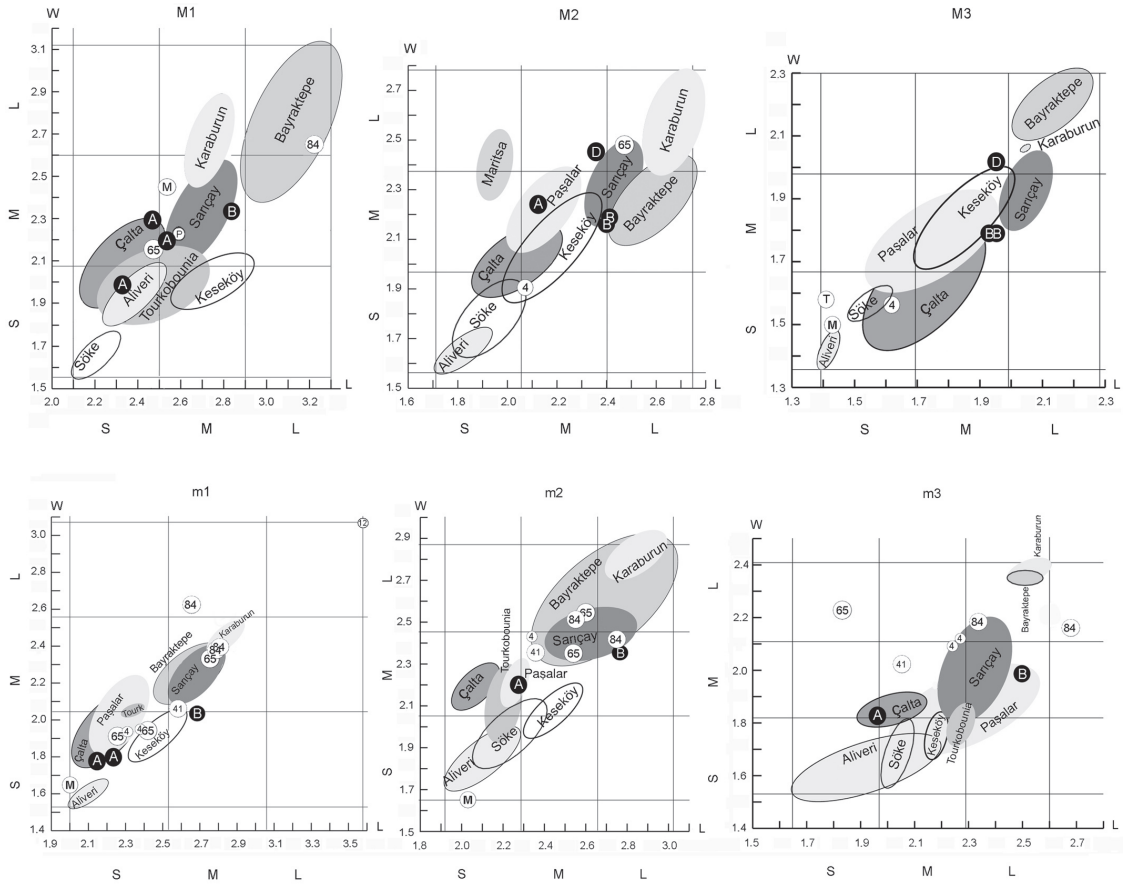 M1
W
3.1
2.9
2.7
2.5
2.3
2.1
1.9
1.7
1.5
L
M
S
Bayraktepe
84
Karaburun
M
Sarıçay
B
A
P
A
Çalta
65
A
Aliveri
Tourkobounia
Keseköy
Söke
L
2.0 2.2 2.4 2.6 2.8 3.0 3.2
S M L
M2
W
2.7
2.5
2.3
2.1
1.9
1.7
1.5
L
M
S
Karaburun
Maritsa
D
65
Paşalar
Sarıçay
A
B
B
Bayraktepe
Keseköy
Çalta
4
Söke
Aliveri
L
1.6 1.8 2.0 2.2 2.4 2.6 2.8
S M L
M3
W
2.3
2.1
1.9
1.7
1.5
1.3
L
M
S
Bayraktepe
Karaburun
D
Keseköy
Sarıçay
BB
Paşalar
T
Söke
4
Çalta
M
Aliveri
L
1.3 1.5 1.7 1.9 2.1 2.3
S M L
m1
W
3.0
2.8
2.6
2.4
2.2
2.0
1.8
1.6
1.4
L
M
S
12
84
Karaburun
Bayraktepe
84
84
65
Sarıçay
Paşalar
Tourk
41
B
65
4
4
65
Keseköy
Çalta
A
A
M
Aliveri
L
1.9 2.1 2.3 2.5 2.7 2.9 3.1 3.3 3.5
S M L
m2
W
2.9
2.7
2.5
2.3
2.1
1.9
1.7
1.5
L
M
S
Karaburun
Bayraktepe
65
84
4
Sarıçay
84
41
65
B
Tourkobounia
Paşalar
A
Çalta
Keseköy
Söke
Aliveri
M
L
1.8 2.0 2.2 2.4 2.6 2.8 3.0
S M L
m3
W
2.4
2.2
2.0
1.8
1.6
1.4
L
M
S
Karaburun
Bayraktepe
65
84
84
12
4
41
Sarıçay
B
A
Çalta
Paşalar
Keseköy
Tourkobounia
Aliveri
Söke
L
1.5 1.7 1.9 2.1 2.3 2.5 2.7
S M L